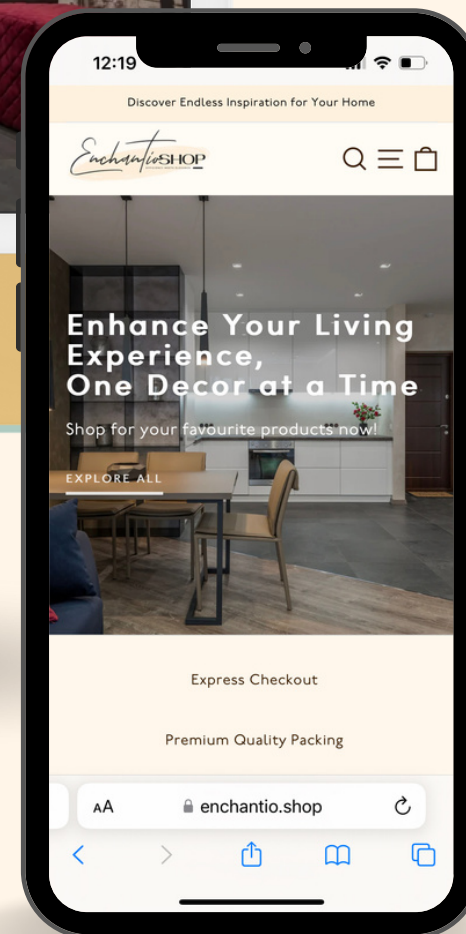 12:19
Discover Endless Inspiration for Your Home
EnchantioSHOP
Enhance Your Living
Experience,
One Decor at a Time
Shop for your favourite products now!
EXPLORE ALL
Express Checkout
Premium Quality Packing
AA
enchantio.shop